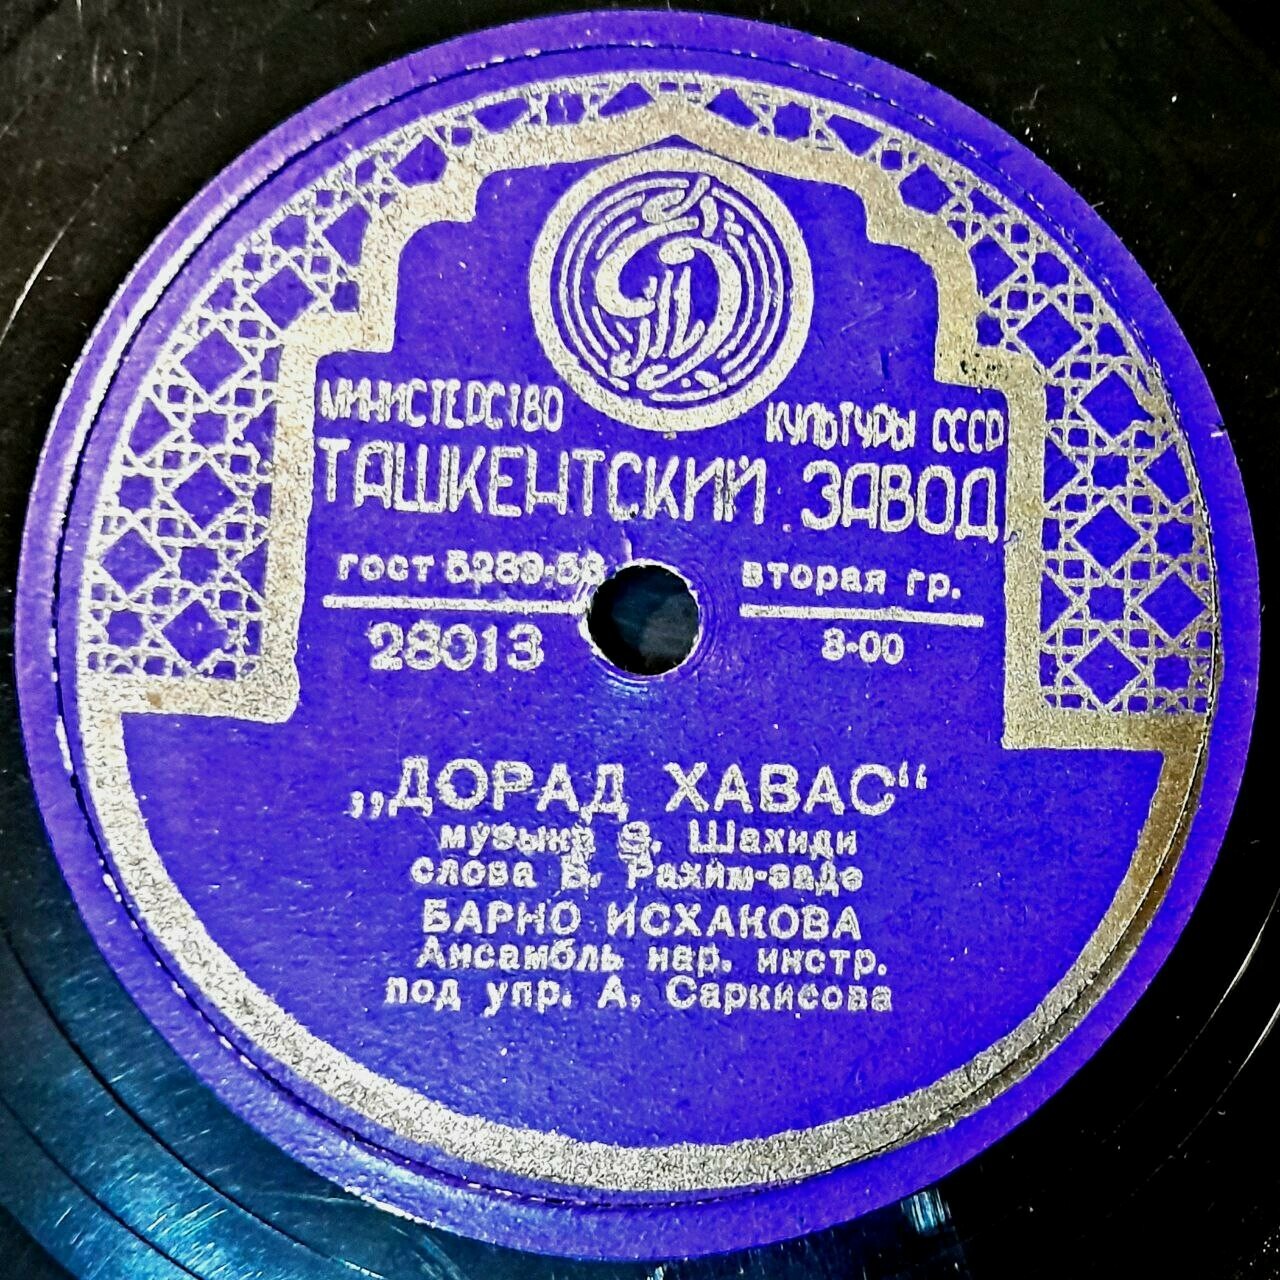 МИНИСТЕРСТВО КУЛЬТУРЫ СССР
ТАШКЕНТСКИЙ ЗАВОД
гост 5289-56 вторая гр.
28013 8-00
„ДОРАД ХАВАС“
музыка З. Шахиди
слова Б. Рахим-заде
БАРНО ИСХАКОВА
Ансамбль нар. инстр.
под упр. А. Саркисова